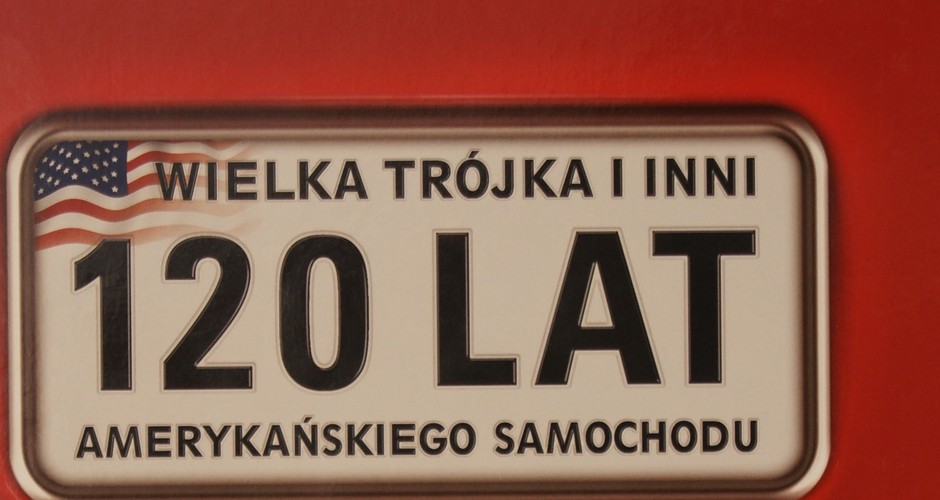 WIELKA TRÓJKA I INNI
120 LAT
AMERYKAŃSKIEGO SAMOCHODU